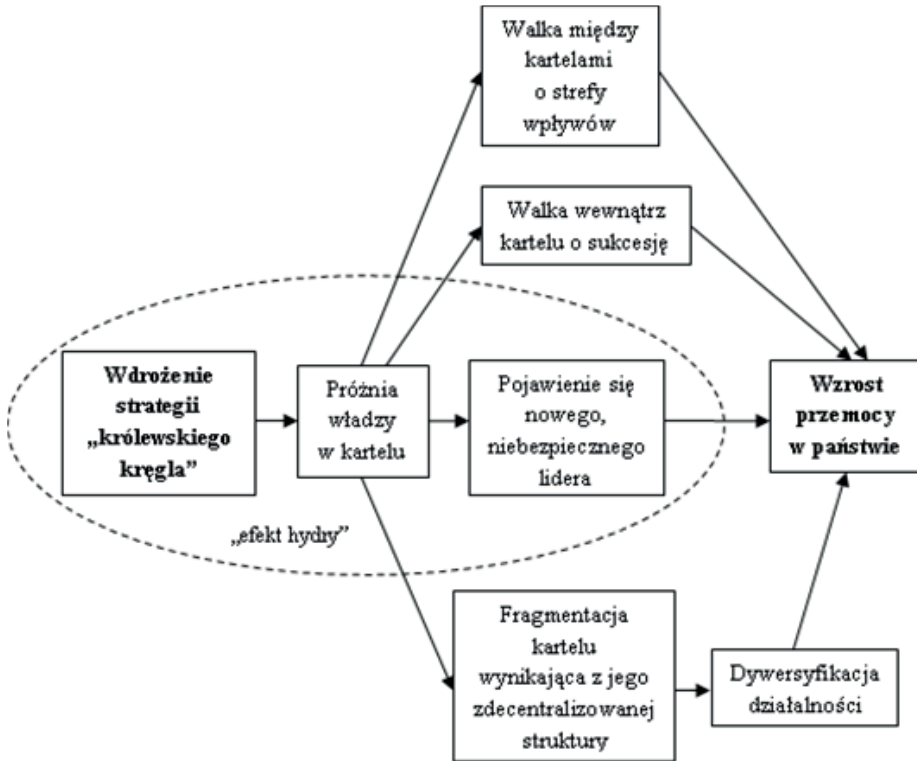 Walka między
kartelami
o strefy
wpływów
Walka wewnątrz
kartelu o sukcesję
Wdrożenie
strategii
„królewskiego
kręgla”
Próżnia
władzy
w kartelu
Pojawienie się
nowego,
niebezpiecznego
lidera
Wzrost
przemocy
w państwie
„efekt hydry”
Fragmentacja
kartelu
wynikająca z jego
zdecentralizowanej
struktury
Dywersyfikacja
działalności